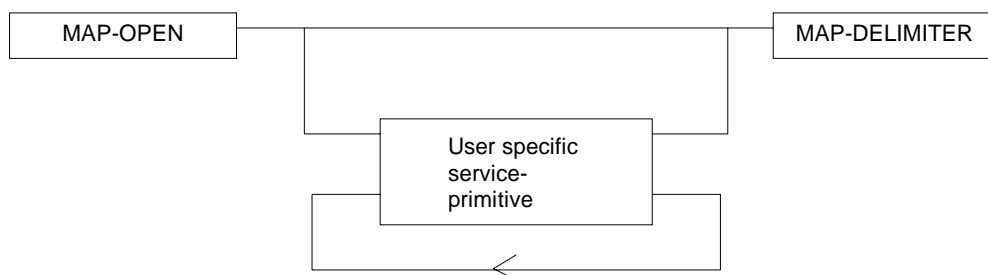 MAP-OPEN
MAP-DELIMITER
User specific
service-
primitive